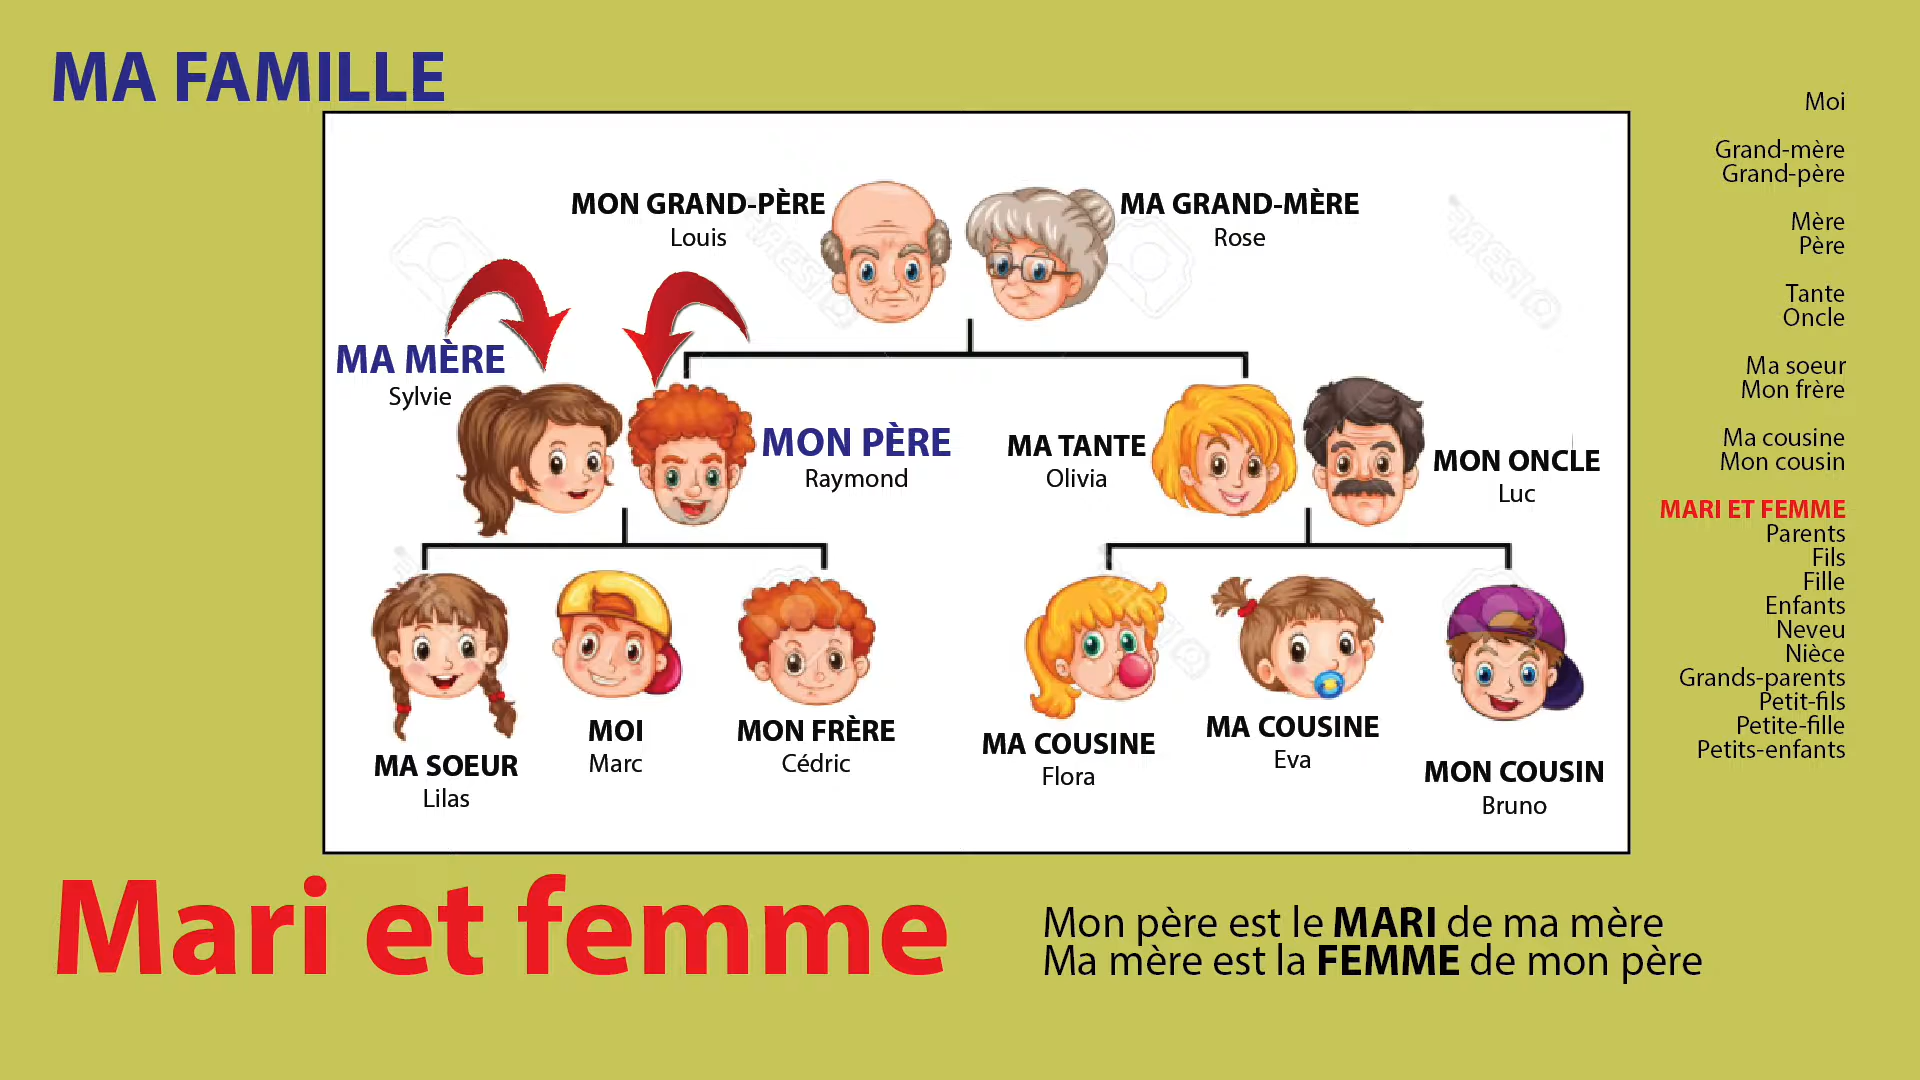 MA FAMILLE
MON GRAND-PÈRE
Louis
MA GRAND-MÈRE
Rose
MA MÈRE
Sylvie
MON PÈRE
Raymond
MA TANTE
Olivia
MON ONCLE
Luc
MA SOEUR
Lilas
MOI
Marc
MON FRÈRE
Cédric
MA COUSINE
Flora
MA COUSINE
Eva
MON COUSIN
Bruno
Moi
Grand-mère
Grand-père
Mère
Père
Tante
Oncle
Ma soeur
Mon frère
Ma cousine
Mon cousin
MARI ET FEMME
Parents
Fils
Fille
Enfants
Neveu
Nièce
Grands-parents
Petit-fils
Petite-fille
Petits-enfants
Mari et femme
Mon père est le MARI de ma mère
Ma mère est la FEMME de mon père